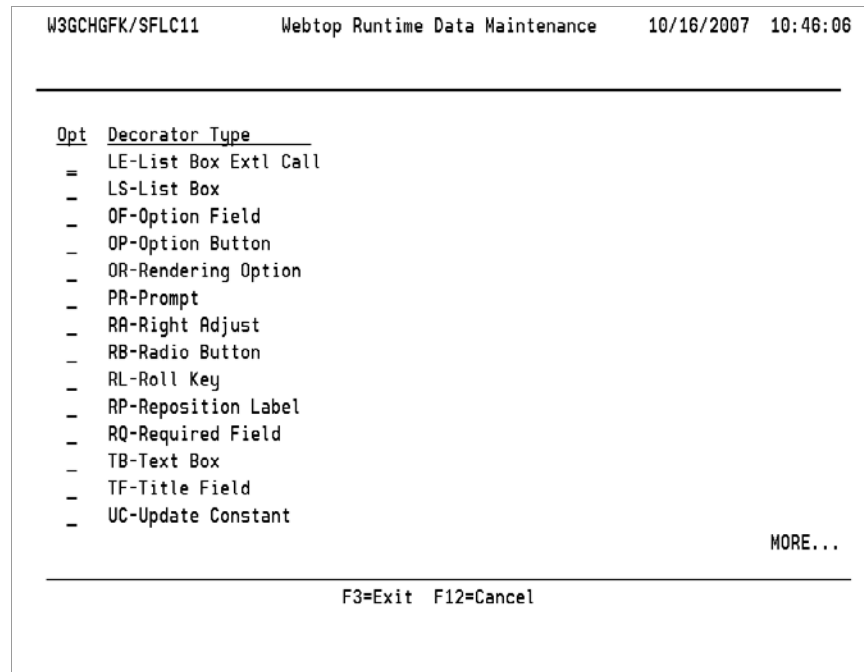 W3GCHGFK/SFLC11 Webtop Runtime Data Maintenance 10/16/2007 10:46:06
Opt Decorator Type
= LE-List Box Extl Call
_ LS-List Box
_ OF-Option Field
_ OP-Option Button
_ OR-Rendering Option
_ PR-Prompt
_ RA-Right Adjust
_ RB-Radio Button
_ RL-Roll Key
_ RP-Reposition Label
_ RQ-Required Field
_ TB-Text Box
_ TF-Title Field
_ UC-Update Constant
MORE...
F3=Exit F12=Cancel